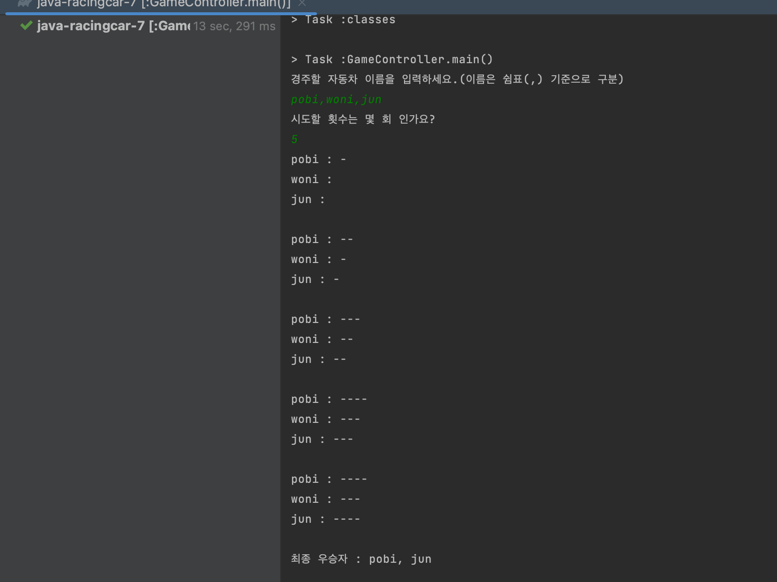 java-racingcar-7 [:GameController.main()] ×
java-racingcar-7 [:Game 13 sec, 291 ms
> Task :classes
> Task :GameController.main()
경주할 자동차 이름을 입력하세요.(이름은 쉼표(,) 기준으로 구분)
pobi,woni,jun
시도할 횟수는 몇 회 인가요?
5
pobi : -
woni :
jun :
pobi : --
woni : -
jun : -
pobi : ---
woni : --
jun : --
pobi : ----
woni : ---
jun : ---
pobi : ----
woni : ---
jun : ----
최종 우승자 : pobi, jun